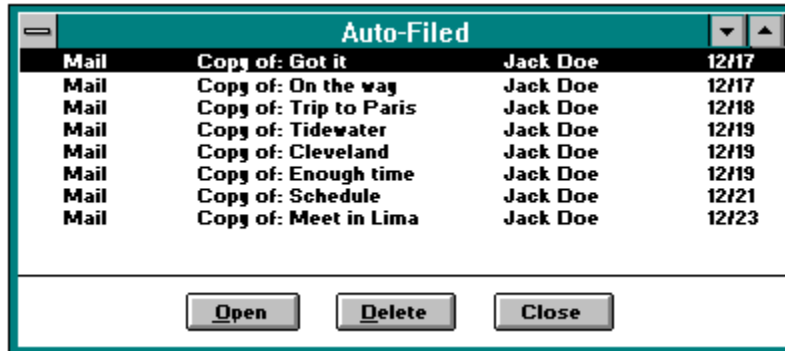 Auto-Filed
Mail Copy of: Got it Jack Doe 12/17
Mail Copy of: On the way Jack Doe 12/17
Mail Copy of: Trip to Paris Jack Doe 12/18
Mail Copy of: Tidewater Jack Doe 12/19
Mail Copy of: Cleveland Jack Doe 12/19
Mail Copy of: Enough time Jack Doe 12/19
Mail Copy of: Schedule Jack Doe 12/21
Mail Copy of: Meet in Lima Jack Doe 12/23
Open Delete Close